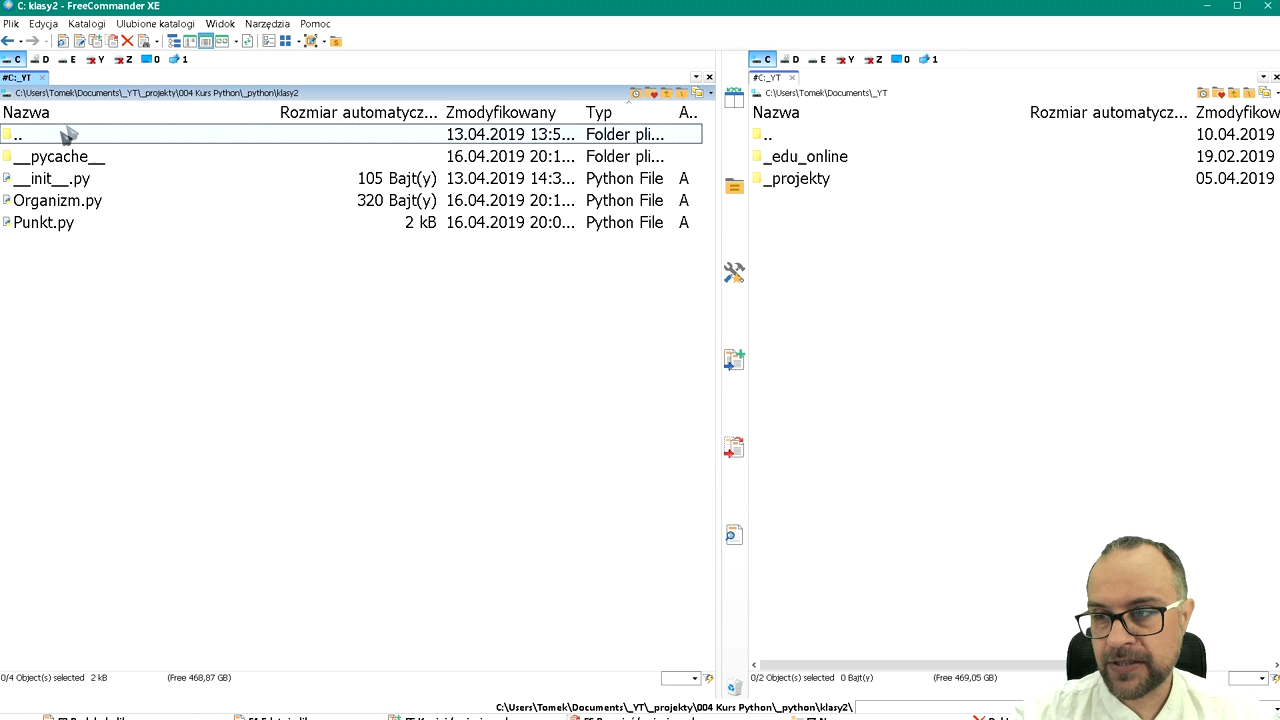 C: klasy2 - FreeCommander XE
Plik Edycja Katalogi Ulubione katalogi Widok Narzędzia Pomoc
C D E Y Z 0 1
C D E Y Z 0 1
#C:_YT
#C:_YT
C:\Users\Tomek\Documents\_YT\_projekty\004 Kurs Python\_python\klasy2
C:\Users\Tomek\Documents\_YT
Nazwa Rozmiar automatycz... Zmodyfikowany Typ A..
.. 13.04.2019 13:5... Folder pli...
__pycache__ 16.04.2019 20:1... Folder pli...
__init__.py 105 Bajt(y) 13.04.2019 14:3... Python File A
Organizm.py 320 Bajt(y) 16.04.2019 20:1... Python File A
Punkt.py 2 kB 16.04.2019 20:0... Python File A
Nazwa Rozmiar automatycz... Zmodyfikow
.. 10.04.2019
_edu_online 19.02.2019
_projekty 05.04.2019
0/4 Object(s) selected 2 kB (Free 468,87 GB)
0/2 Object(s) selected 0 Bajt(y) (Free 469,05 GB)
C:\Users\Tomek\Documents\_YT\_projekty\004 Kurs Python\_python\klasy2\